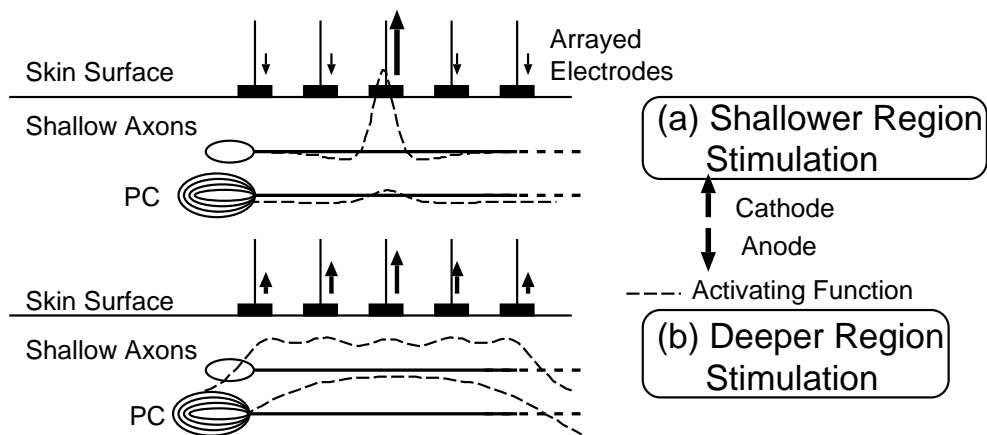 Arrayed
Electrodes
Skin Surface
Shallow Axons
PC
(a) Shallower Region
Stimulation
Cathode
Anode
Activating Function
Skin Surface
Shallow Axons
PC
(b) Deeper Region
Stimulation